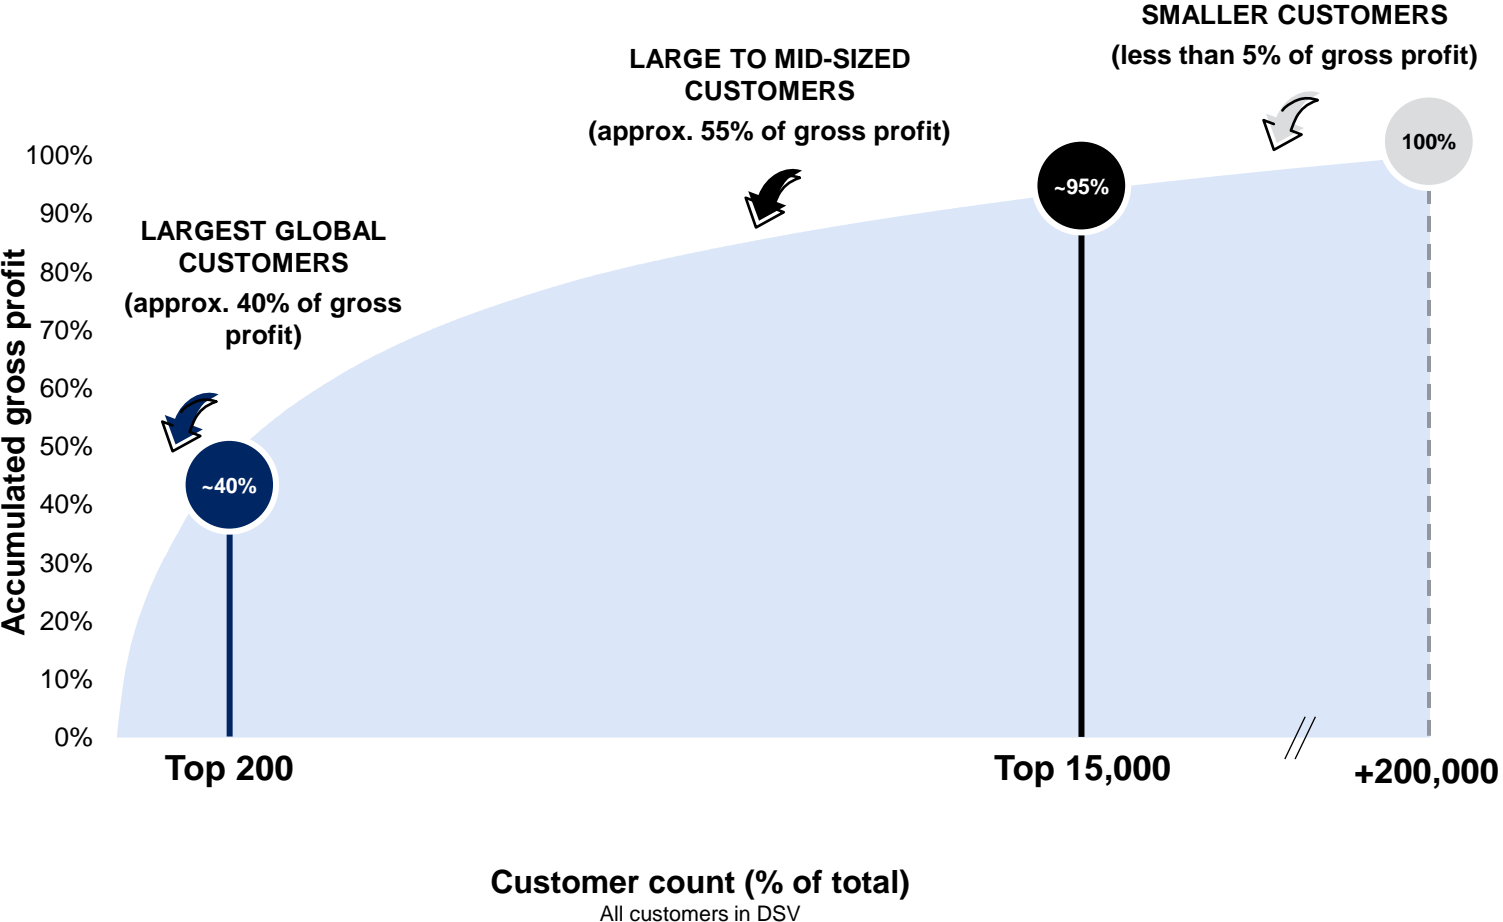 SMALLER CUSTOMERS
(less than 5% of gross profit)
LARGE TO MID-SIZED
CUSTOMERS
(approx. 55% of gross profit)
LARGEST GLOBAL
CUSTOMERS
(approx. 40% of gross
profit)
Accumulated gross profit
100%
90%
80%
70%
60%
50%
40%
30%
20%
10%
0%
~40%
~95%
100%
Top 200
Top 15,000
+200,000
Customer count (% of total)
All customers in DSV